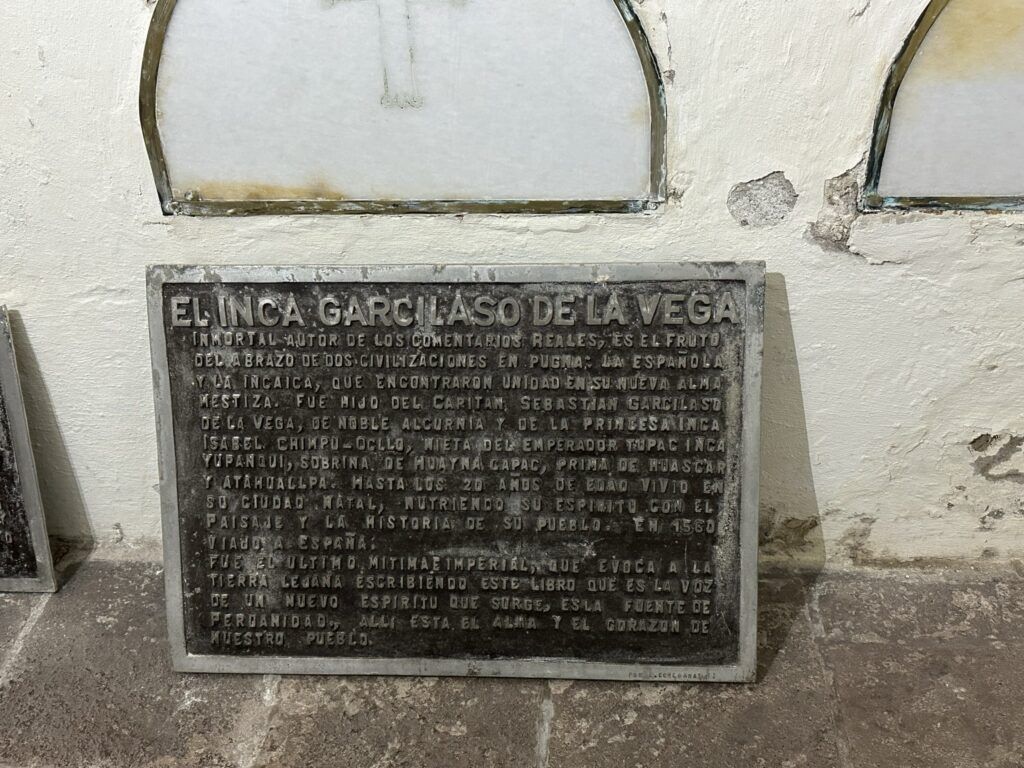 EL INCA GARCILASO DE LA VEGA
INMORTAL AUTOR DE LOS COMENTARIOS REALES, ES EL FRUTO
DEL ABRAZO DE DOS CIVILIZACIONES EN PUGNA: LA ESPAÑOLA
Y LA INCAICA, QUE ENCONTRARON UNIDAD EN SU NUEVA ALMA
MESTIZA. FUE HIJO DEL CAPITAN, SEBASTIAN GARCILASO
DE LA VEGA, DE NOBLE ALCURNIA Y DE LA PRINCESA INCA
ISABEL CHIMPU-OCLLO, NIETA DEL EMPERADOR TUPAC INCA
YUPANQUI, SOBRINA DE HUAYNA CAPAC, PRIMA DE HUASCAR
Y ATAHUALLPA. HASTA LOS 20 AÑOS DE EDAD VIVIO EN
SU CIUDAD NATAL, NUTRIENDO SU ESPIRITU CON EL
PAISAJE Y LA HISTORIA DE SU PUEBLO. EN 1560
VIAJO A ESPAÑA.
FUE EL ULTIMO MITIMAE IMPERIAL, QUE EVOCA A LA
TIERRA LEJANA ESCRIBIENDO ESTE LIBRO QUE ES LA VOZ
DE UN NUEVO ESPIRITU QUE SURGE, ES LA FUENTE DE
PERUANIDAD., ALLI ESTA EL ALMA Y EL CORAZON DE
NUESTRO PUEBLO.